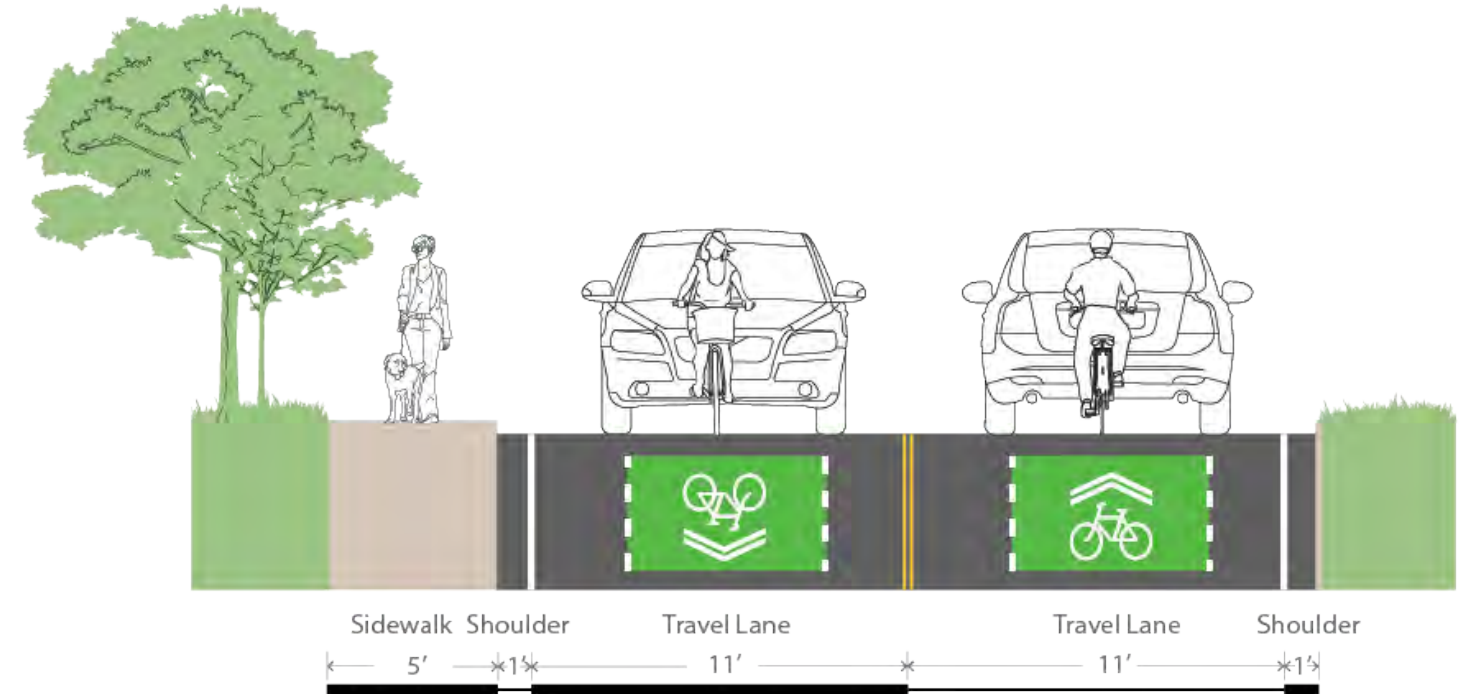 Sidewalk Shoulder Travel Lane Travel Lane Shoulder
5’ 1’ 11’ 11’ 1’